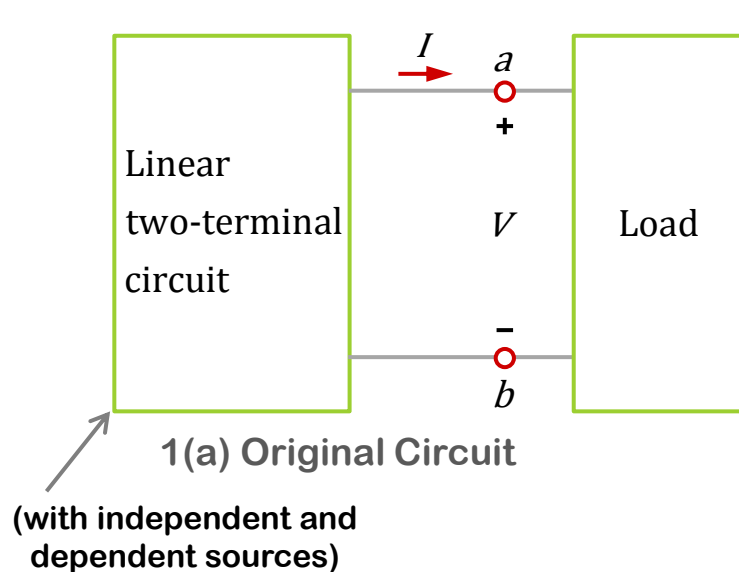 I
a
+
Linear
two-terminal
circuit
V
Load
–
b
1(a) Original Circuit
(with independent and
dependent sources)